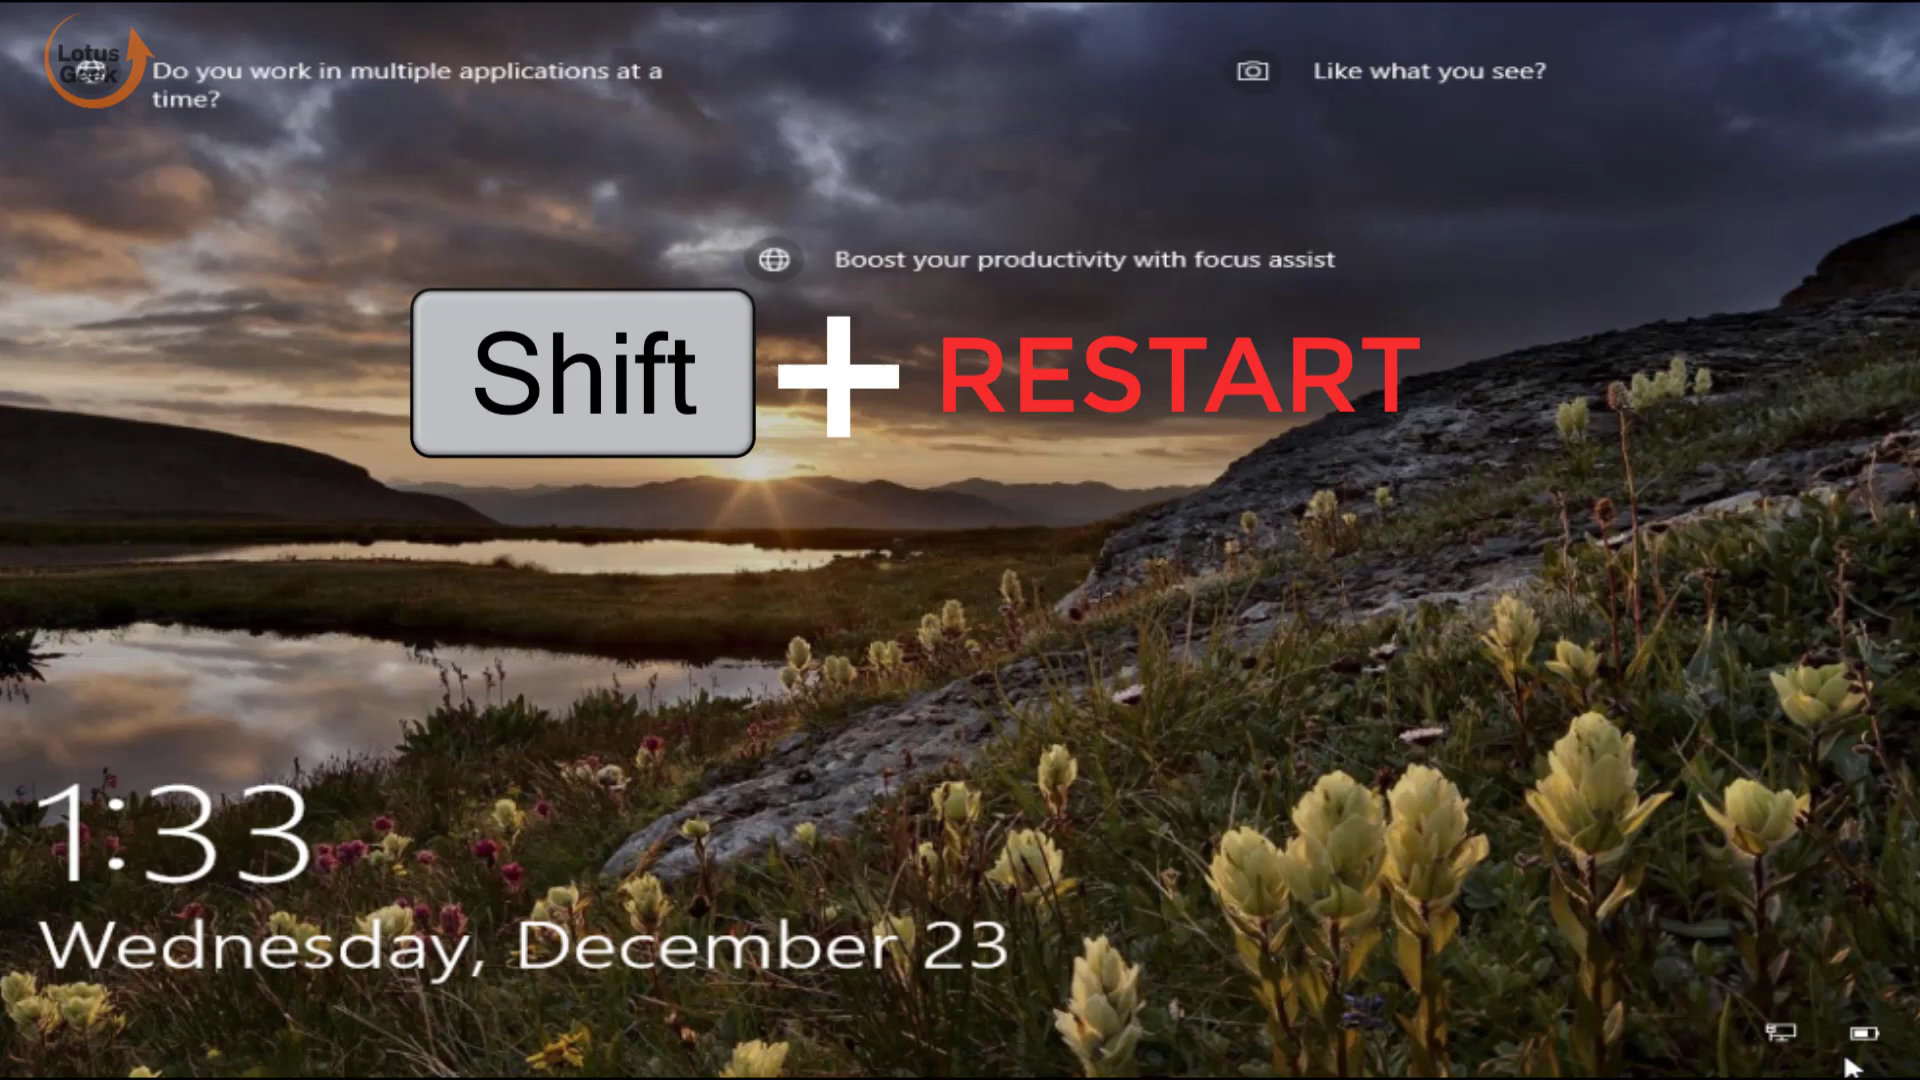 Lotus
Geek
Do you work in multiple applications at a
time?
Like what you see?
Boost your productivity with focus assist
Shift + RESTART
1:33
Wednesday, December 23